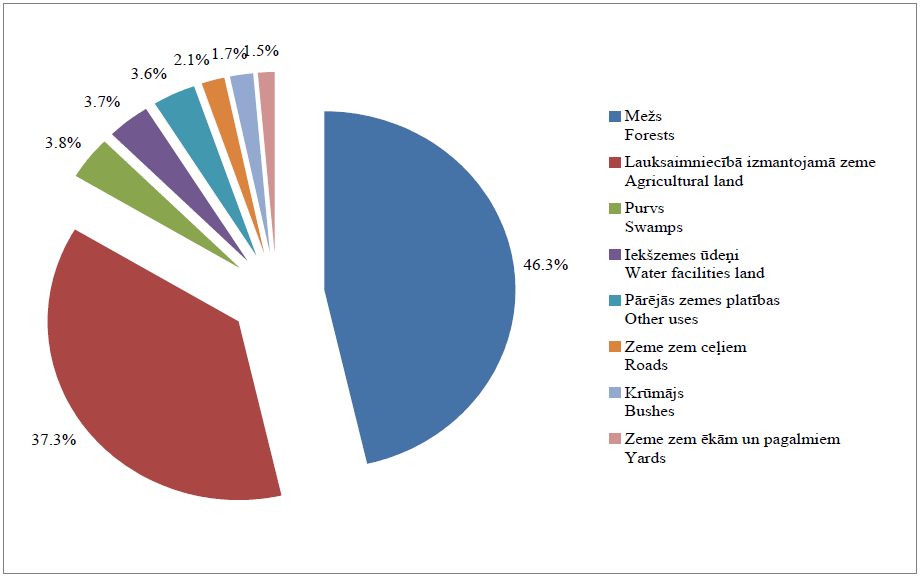 1.5%
1.7%
2.1%
3.6%
3.7%
3.8%
46.3%
37.3%
Mežs
Forests
Lauksaimniecībā izmantojamā zeme
Agricultural land
Purvs
Swamps
Iekšzemes ūdeņi
Water facilities land
Pārējās zemes platības
Other uses
Zeme zem ceļiem
Roads
Krūmājs
Bushes
Zeme zem ēkām un pagalmiem
Yards